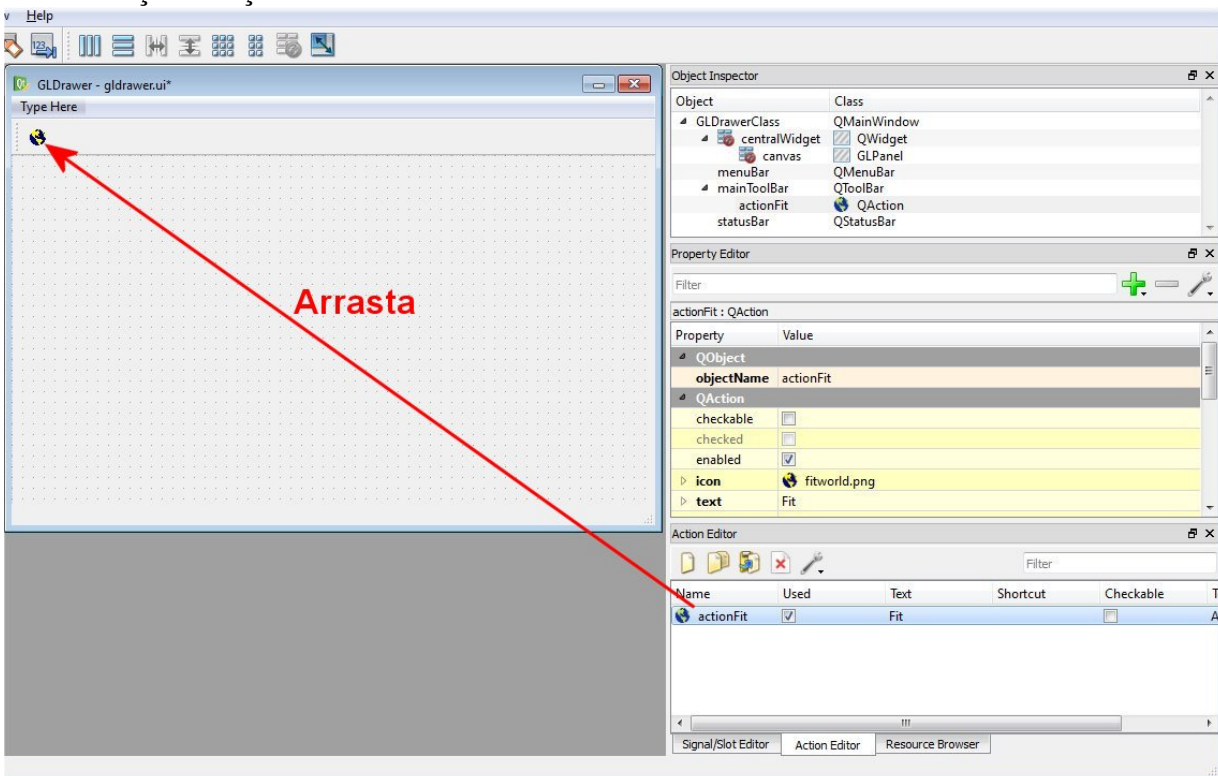 v Help
123
GLDrawer - gldrawer.ui*
Type Here
Arrasta
Object Inspector
Object Class
GLDrawerClass QMainWindow
centralWidget QWidget
canvas GLPanel
menuBar QMenuBar
mainToolBar QToolBar
actionFit QAction
statusBar QStatusBar
Property Editor
Filter
actionFit : QAction
Property Value
QObject
objectName actionFit
QAction
checkable
checked
enabled
icon fitworld.png
text Fit
Action Editor
Filter
Name Used Text Shortcut Checkable T
actionFit Fit A
Signal/Slot Editor Action Editor Resource Browser